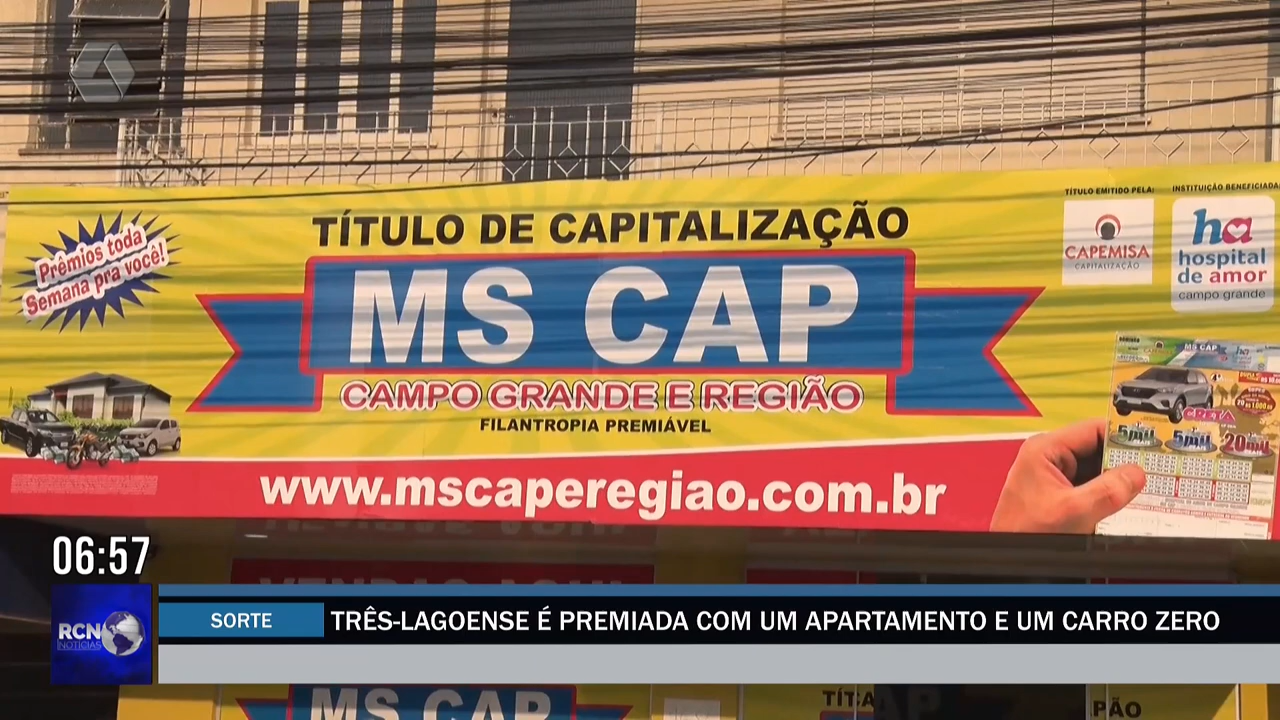 TÍTULO EMITIDO PELA:
INSTITUIÇÃO BENEFICIADA
Prêmios toda
Semana pra você!
TÍTULO DE CAPITALIZAÇÃO
CAPEMISA
CAPITALIZAÇÃO
ha
hospital
de amor
campo grande
MS CAP
CAMPO GRANDE E REGIÃO
FILANTROPIA PREMIÁVEL
MS CAP
CRETA
5mil
5mil
20mil
www.mscaperegiao.com.br
06:57
RCN
NOTÍCIAS
SORTE
TRÊS-LAGOENSE É PREMIADA COM UM APARTAMENTO E UM CARRO ZERO
MS CAP